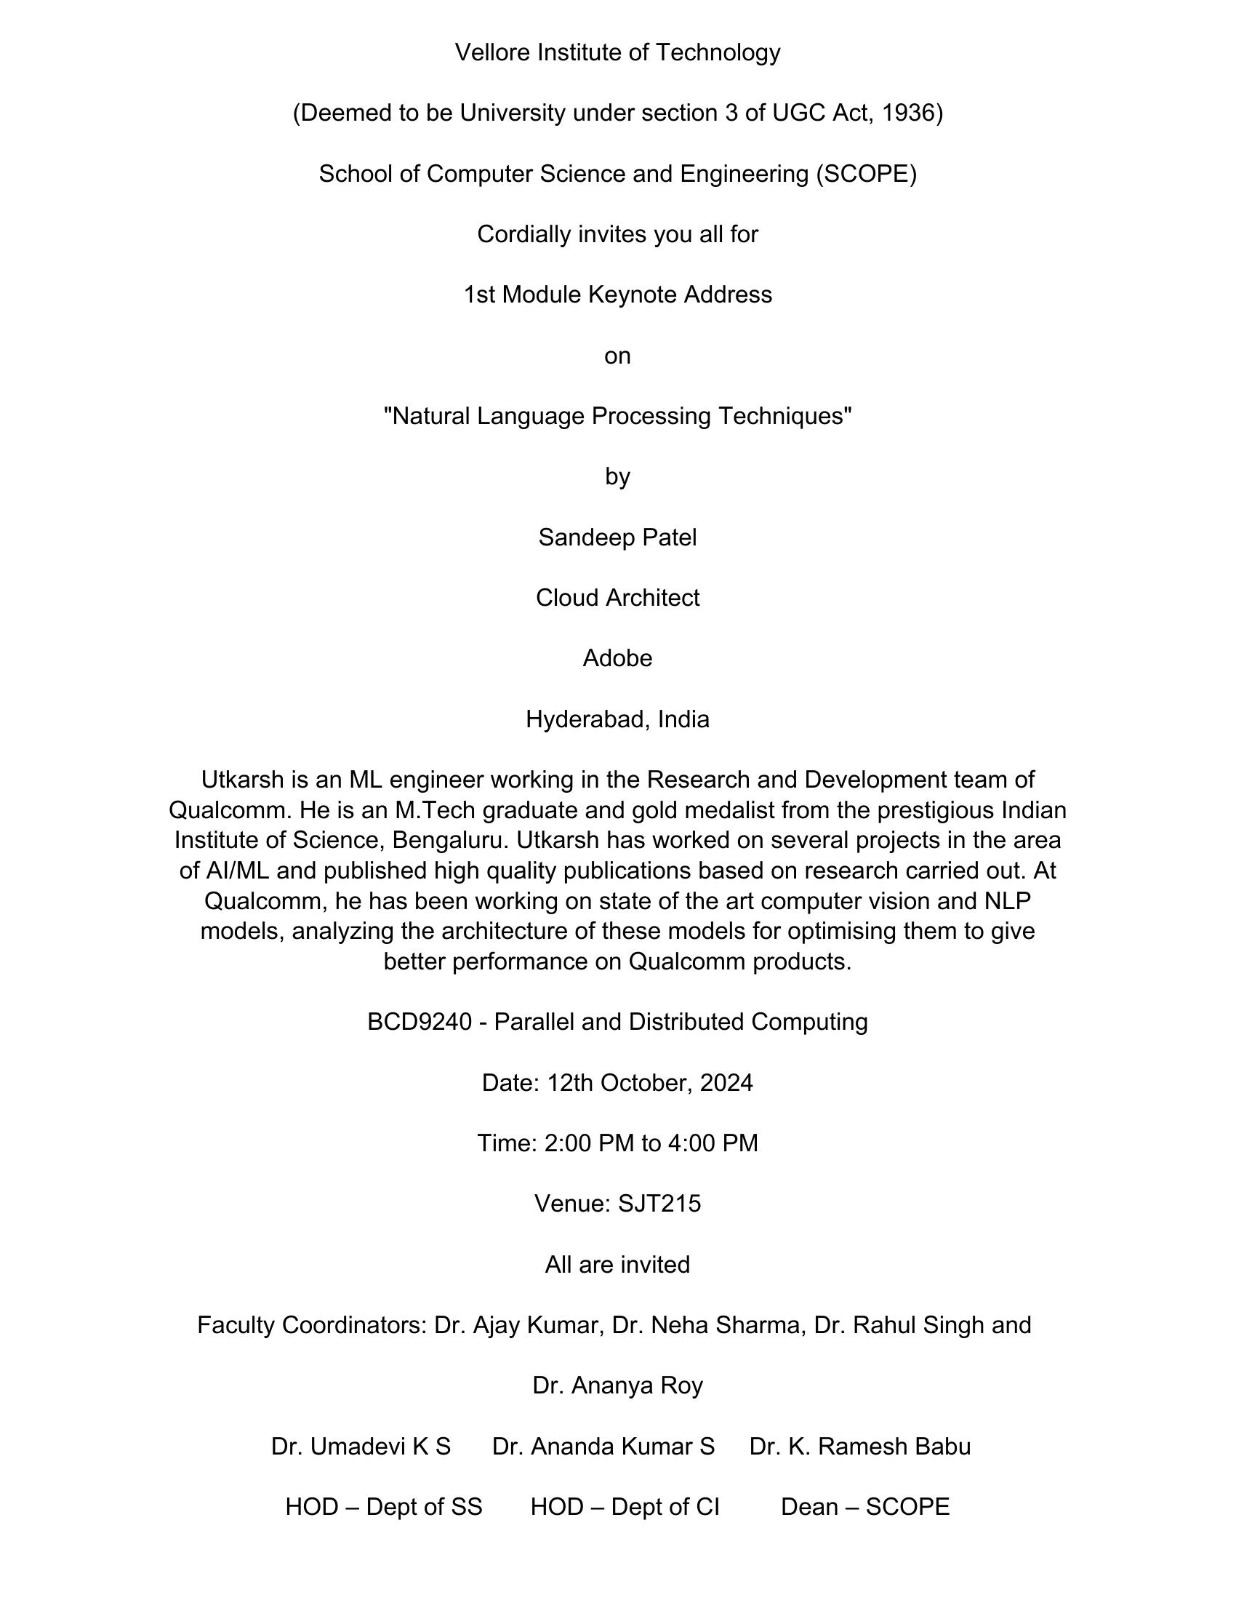 Vellore Institute of Technology
(Deemed to be University under section 3 of UGC Act, 1936)
School of Computer Science and Engineering (SCOPE)
Cordially invites you all for
1st Module Keynote Address
on
"Natural Language Processing Techniques"
by
Sandeep Patel
Cloud Architect
Adobe
Hyderabad, India
Utkarsh is an ML engineer working in the Research and Development team of
Qualcomm. He is an M.Tech graduate and gold medalist from the prestigious Indian
Institute of Science, Bengaluru. Utkarsh has worked on several projects in the area
of AI/ML and published high quality publications based on research carried out. At
Qualcomm, he has been working on state of the art computer vision and NLP
models, analyzing the architecture of these models for optimising them to give
better performance on Qualcomm products.
BCD9240 - Parallel and Distributed Computing
Date: 12th October, 2024
Time: 2:00 PM to 4:00 PM
Venue: SJT215
All are invited
Faculty Coordinators: Dr. Ajay Kumar, Dr. Neha Sharma, Dr. Rahul Singh and
Dr. Ananya Roy
Dr. Umadevi K S Dr. Ananda Kumar S Dr. K. Ramesh Babu
HOD – Dept of SS HOD – Dept of CI Dean – SCOPE